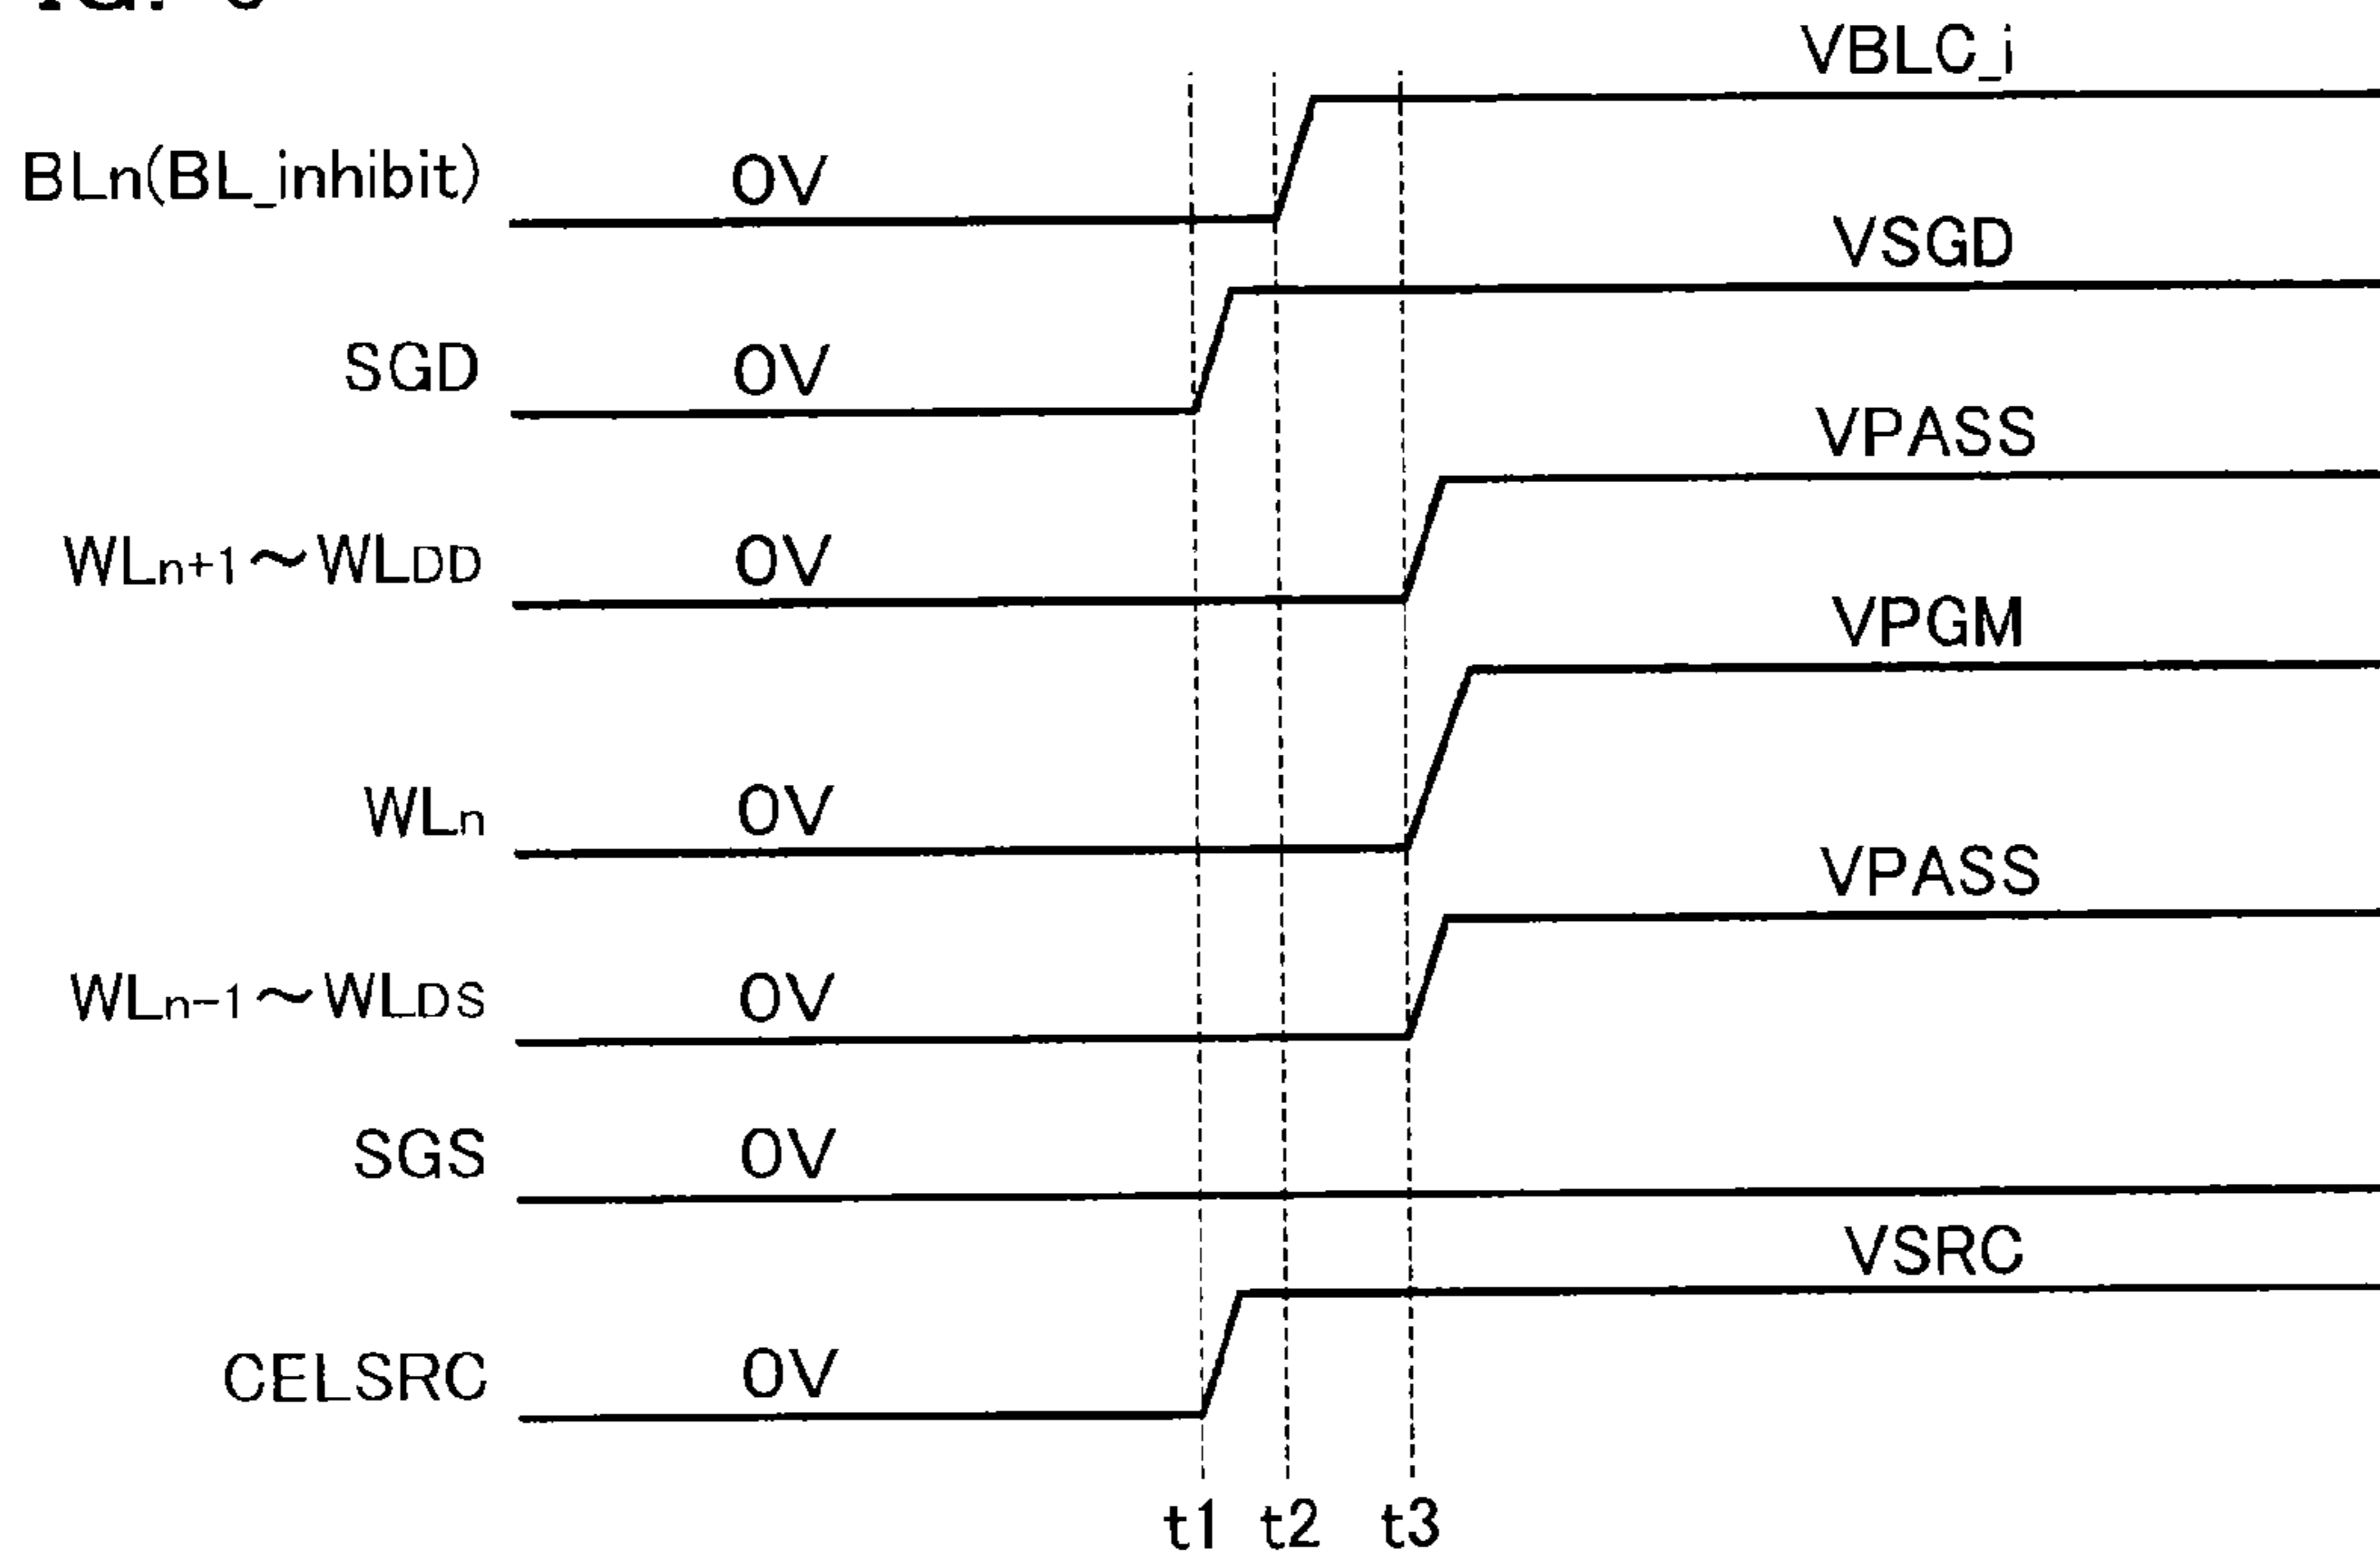 VBLC_i
BLn(BL_inhibit) 0V
VSGD
SGD 0V
VPASS
WLn+1～WLDD 0V
VPGM
WLn 0V
VPASS
WLn-1～WLDS 0V
SGS 0V
VSRC
CELSRC 0V
t1 t2 t3